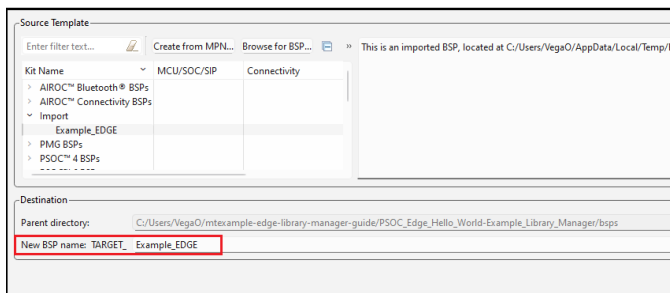 Source Template
Enter filter text...
Create from MPN...
Browse for BSP...
»
This is an imported BSP, located at C:/Users/VegaO/AppData/Local/Temp/
Kit Name
MCU/SOC/SIP
Connectivity
AIROC™ Bluetooth® BSPs
AIROC™ Connectivity BSPs
Import
Example_EDGE
PMG BSPs
PSOC™ 4 BSPs
Destination
Parent directory:
C:/Users/VegaO/mtexample-edge-library-manager-guide/PSOC_Edge_Hello_World-Example_Library_Manager/bsps
New BSP name: TARGET_
Example_EDGE